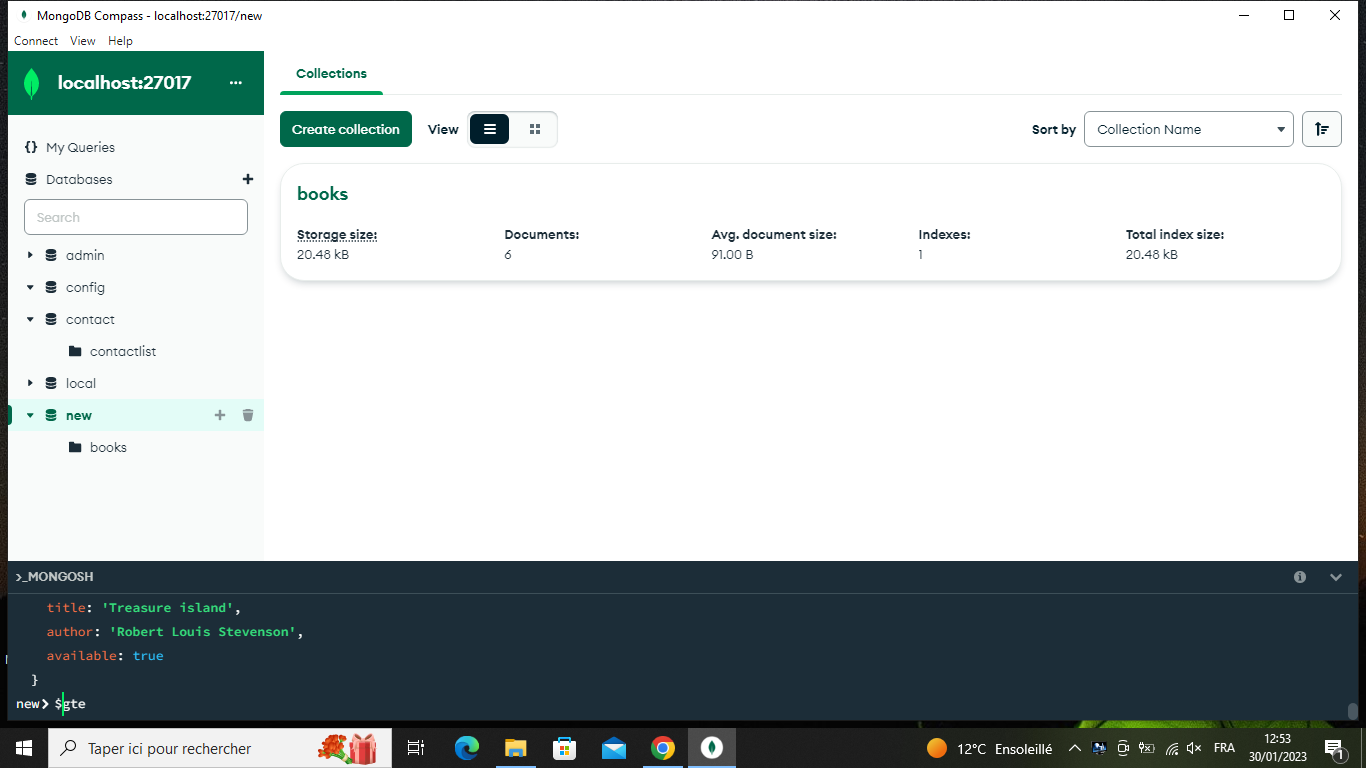 MongoDB Compass - localhost:27017/new
Connect View Help
localhost:27017 ...
Collections
Create collection
View
Sort by
Collection Name
{} My Queries
Databases +
Search
admin
config
contact
contactlist
local
new +
books
books
Storage size: Documents: Avg. document size: Indexes: Total index size:
20.48 kB 6 91.00 B 1 20.48 kB
>_MONGOSH
title: 'Treasure island',
author: 'Robert Louis Stevenson',
available: true
}
new> $gte
Taper ici pour rechercher
12°C Ensoleillé
FRA
12:53
30/01/2023
1